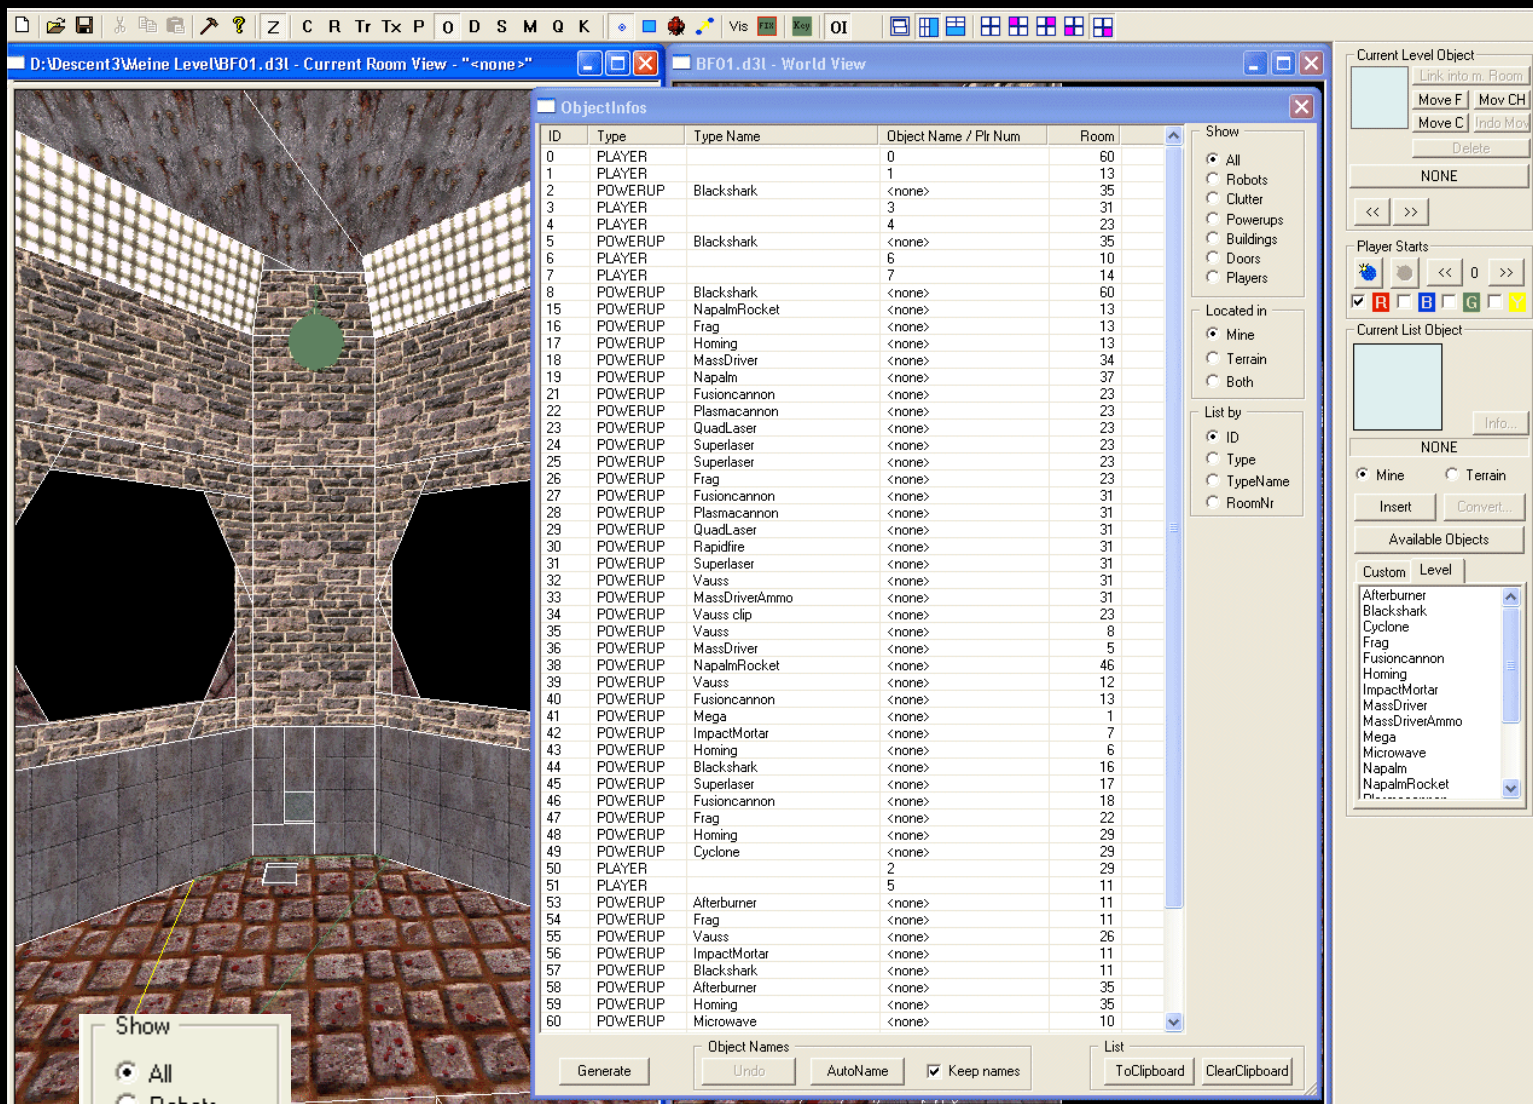 Z C R Tr Tx P O D S M Q K Vis FIX Key OI
D:\Descent3\Meine Level\BF01.d3l - Current Room View - "<none>"
BF01.d3l - World View
ObjectInfos
ID Type Type Name Object Name / Plr Num Room
0 PLAYER 0 60
1 PLAYER 1 13
2 POWERUP Blackshark <none> 35
3 PLAYER 3 31
4 PLAYER 4 23
5 POWERUP Blackshark <none> 35
6 PLAYER 6 10
7 PLAYER 7 14
8 POWERUP Blackshark <none> 60
15 POWERUP NapalmRocket <none> 13
16 POWERUP Frag <none> 13
17 POWERUP Homing <none> 13
18 POWERUP MassDriver <none> 34
19 POWERUP Napalm <none> 37
21 POWERUP Fusioncannon <none> 23
22 POWERUP Plasmacannon <none> 23
23 POWERUP QuadLaser <none> 23
24 POWERUP Superlaser <none> 23
25 POWERUP Superlaser <none> 23
26 POWERUP Frag <none> 23
27 POWERUP Fusioncannon <none> 31
28 POWERUP Plasmacannon <none> 31
29 POWERUP QuadLaser <none> 31
30 POWERUP Rapidfire <none> 31
31 POWERUP Superlaser <none> 31
32 POWERUP Vauss <none> 31
33 POWERUP MassDriverAmmo <none> 31
34 POWERUP Vauss clip <none> 23
35 POWERUP Vauss <none> 8
36 POWERUP MassDriver <none> 5
38 POWERUP NapalmRocket <none> 46
39 POWERUP Vauss <none> 12
40 POWERUP Fusioncannon <none> 13
41 POWERUP Mega <none> 1
42 POWERUP ImpactMortar <none> 7
43 POWERUP Homing <none> 6
44 POWERUP Blackshark <none> 16
45 POWERUP Superlaser <none> 17
46 POWERUP Fusioncannon <none> 18
47 POWERUP Frag <none> 22
48 POWERUP Homing <none> 29
49 POWERUP Cyclone <none> 29
50 PLAYER 2 29
51 PLAYER 5 11
53 POWERUP Afterburner <none> 11
54 POWERUP Frag <none> 11
55 POWERUP Vauss <none> 26
56 POWERUP ImpactMortar <none> 11
57 POWERUP Blackshark <none> 11
58 POWERUP Afterburner <none> 35
59 POWERUP Homing <none> 35
60 POWERUP Microwave <none> 10
Show
All
Robots
Clutter
Powerups
Buildings
Doors
Players
Located in
Mine
Terrain
Both
List by
ID
Type
TypeName
RoomNr
Generate
Object Names
Undo AutoName Keep names
List
ToClipboard ClearClipboard
Current Level Object
Link into m. Room
Move F Mov CH
Move C Indo Mov
Delete
NONE
<< >>
Player Starts
<< 0 >>
R B G Y
Current List Object
Info...
NONE
Mine Terrain
Insert Convert...
Available Objects
Custom Level
Afterburner
Blackshark
Cyclone
Frag
Fusioncannon
Homing
ImpactMortar
MassDriver
MassDriverAmmo
Mega
Microwave
Napalm
NapalmRocket
Show
All
Robots